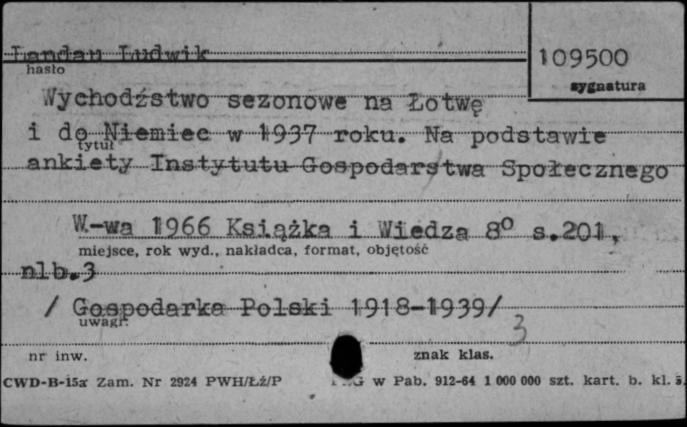 Landau Ludwik
hasło
109500
sygnatura
Wychodźstwo sezonowe na Łotwę
i do Niemiec w 1937 roku. Na podstawie
tytuł
ankiety Instytutu Gospodarstwa Społecznego
W-wa 1966 Książka i Wiedza 8° s.201,
miejsce, rok wyd., nakładca, format, objętość
nlb.3
/ Gospodarka Polski 1918-1939/
uwagi:
3
nr inw.
znak klas.
CWD-B-15a Zam. Nr 2924 PWH/Łź/P
w Pab. 912-64 1 000 000 szt. kart. b. kl.